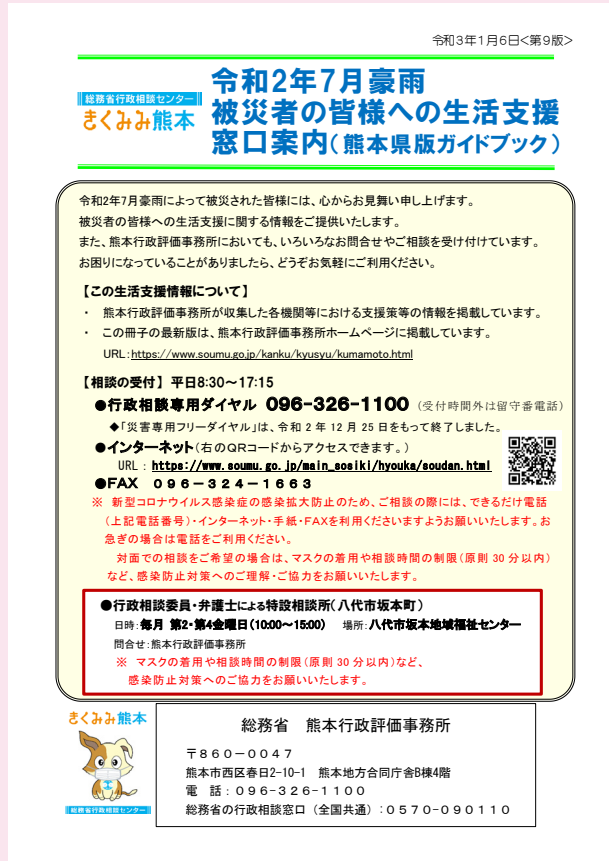 令和3年1月6日<第9版>
総務省行政相談センター
きくみみ熊本
令和2年7月豪雨
被災者の皆様への生活支援
窓口案内(熊本県版ガイドブック)
令和2年7月豪雨によって被災された皆様には、心からお見舞い申し上げます。
被災者の皆様への生活支援に関する情報をご提供いたします。
また、熊本行政評価事務所においても、いろいろなお問合せやご相談を受け付けています。
お困りになっていることがありましたら、どうぞお気軽にご利用ください。
【この生活支援情報について】
・ 熊本行政評価事務所が収集した各機関等における支援策等の情報を掲載しています。
・ この冊子の最新版は、熊本行政評価事務所ホームページに掲載しています。
URL:https://www.soumu.go.jp/kanku/kyusyu/kumamoto.html
【相談の受付】 平日8:30~17:15
●行政相談専用ダイヤル 096-326-1100 (受付時間外は留守番電話)
◆「災害専用フリーダイヤル」は、令和2年12月25日をもって終了しました。
●インターネット(右のQRコードからアクセスできます。)
URL : https://www.soumu.go.jp/main_sosiki/hyouka/soudan.html
●FAX 096-324-1663
※ 新型コロナウイルス感染症の感染拡大防止のため、ご相談の際には、できるだけ電話
(上記電話番号)・インターネット・手紙・FAXを利用くださいますようお願いいたします。お
急ぎの場合は電話をご利用ください。
対面での相談をご希望の場合は、マスクの着用や相談時間の制限(原則30分以内)
など、感染防止対策へのご理解・ご協力をお願いいたします。
●行政相談委員・弁護士による特設相談所(八代市坂本町)
日時:毎月 第2・第4金曜日(10:00~15:00) 場所:八代市坂本地域福祉センター
問合せ:熊本行政評価事務所
※ マスクの着用や相談時間の制限(原則30分以内)など、
感染防止対策へのご協力をお願いいたします。
きくみみ熊本
総務省行政相談センター
総務省 熊本行政評価事務所
〒860-0047
熊本市西区春日2-10-1 熊本地方合同庁舎B棟4階
電 話:096-326-1100
総務省の行政相談窓口(全国共通):0570-090110